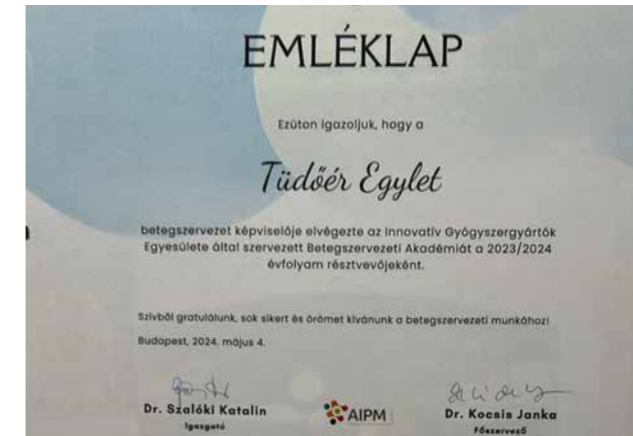 EMLÉKLAP
Ezúton igazoljuk, hogy a
Tüdőér Egylet
betegszervezet képviselője elvégezte az Innovatív Gyógyszergyártók
Egyesülete által szervezett Betegszervezeti Akadémiát a 2023/2024
évfolyam résztvevőjeként.
Szívből gratulálunk, sok sikert és örömet kívánunk a betegszervezeti munkához!
Budapest, 2024. május 4.
Dr. Szalóki Katalin
Igazgató
AIPM
Dr. Kocsis Janka
Főszervező